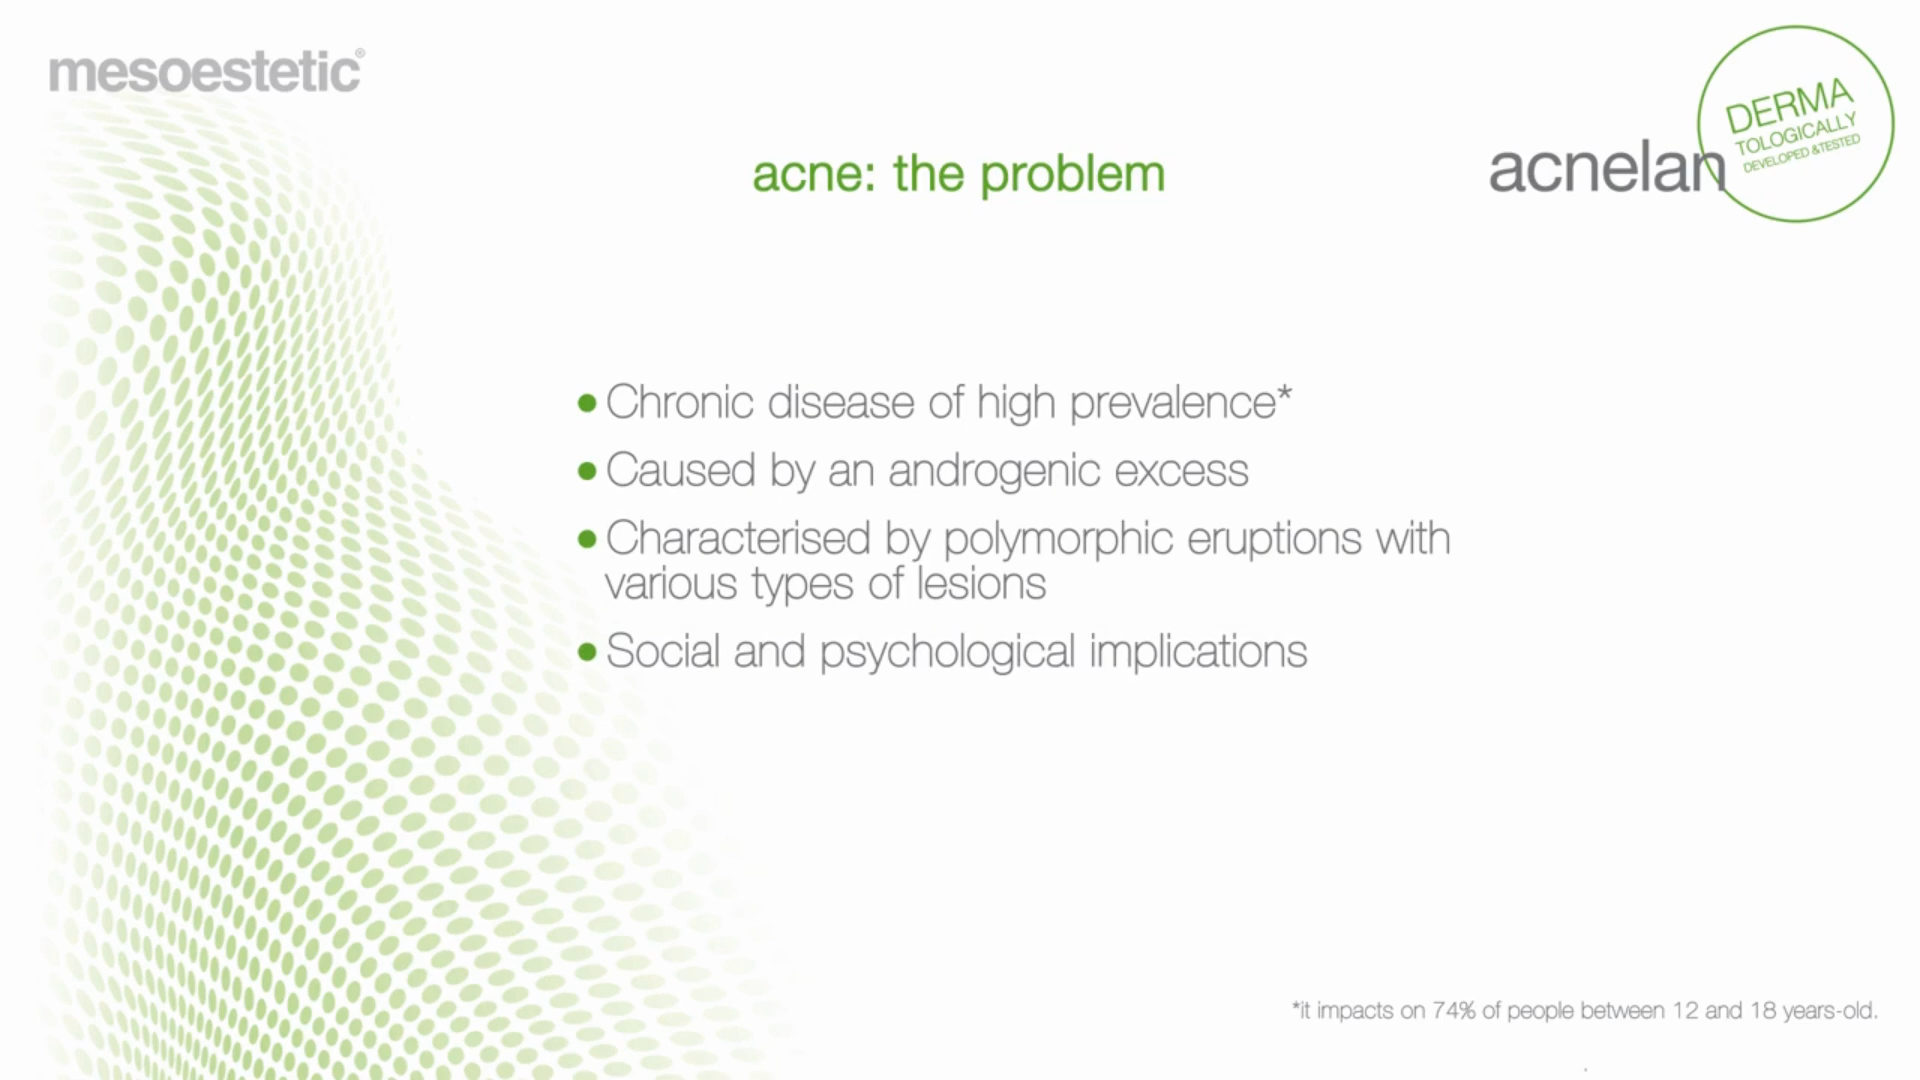 mesoestetic®
DERMA
TOLOGICALLY
DEVELOPED &TESTED
acnelan
acne: the problem
• Chronic disease of high prevalence*
• Caused by an androgenic excess
• Characterised by polymorphic eruptions with
various types of lesions
• Social and psychological implications
*it impacts on 74% of people between 12 and 18 years-old.